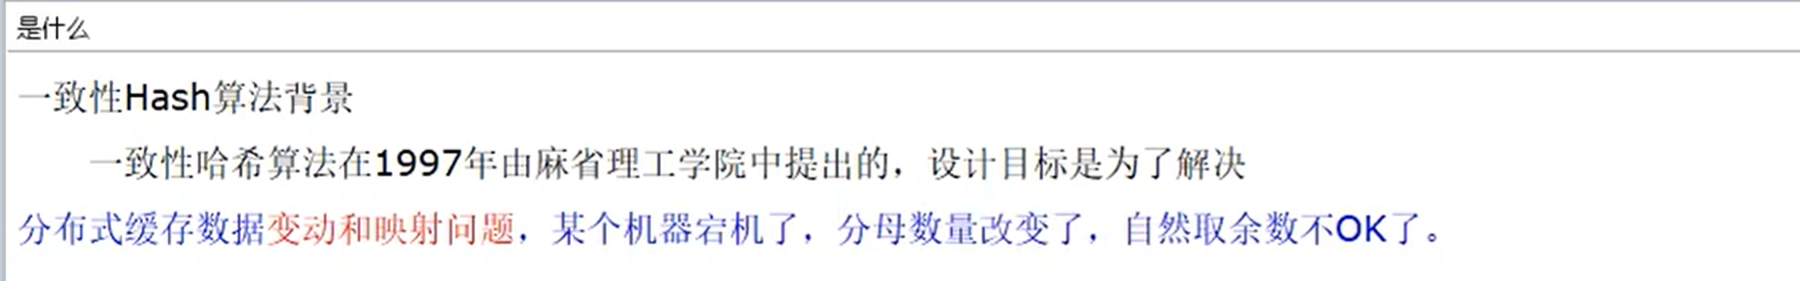 是什么
一致性Hash算法背景
一致性哈希算法在1997年由麻省理工学院中提出的，设计目标是为了解决
分布式缓存数据变动和映射问题，某个机器宕机了，分母数量改变了，自然取余数不OK了。